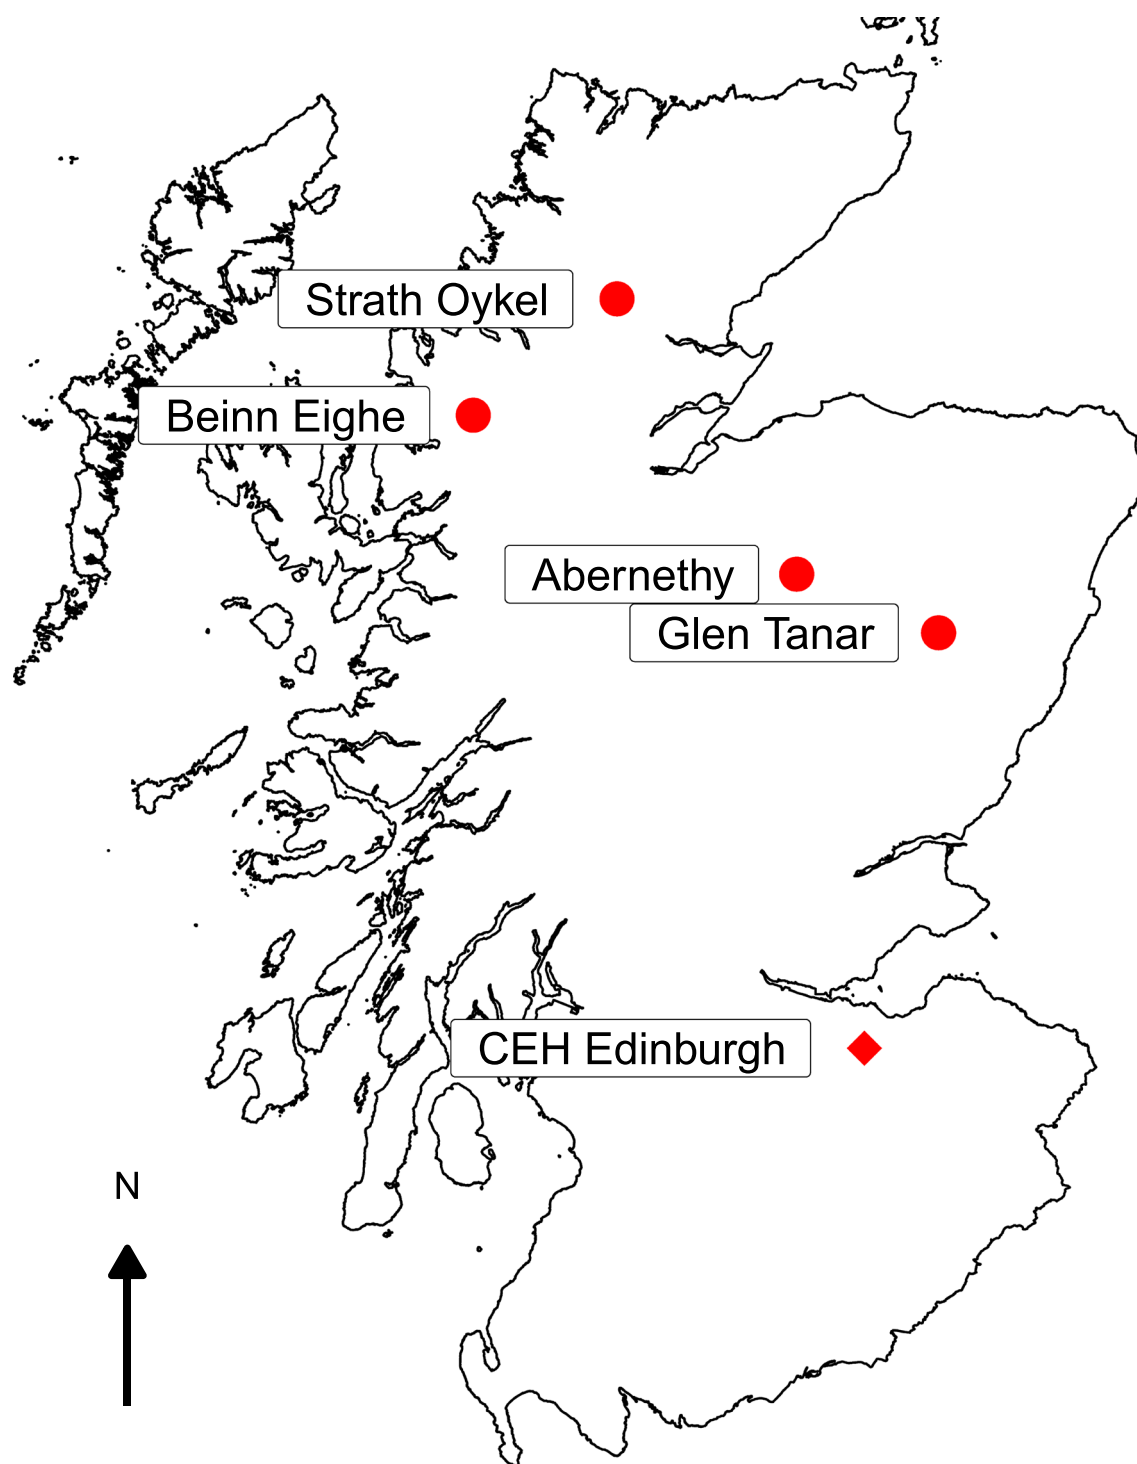 Strath Oykel
Beinn Eighe
Abernethy
Glen Tanar
CEH Edinburgh
N